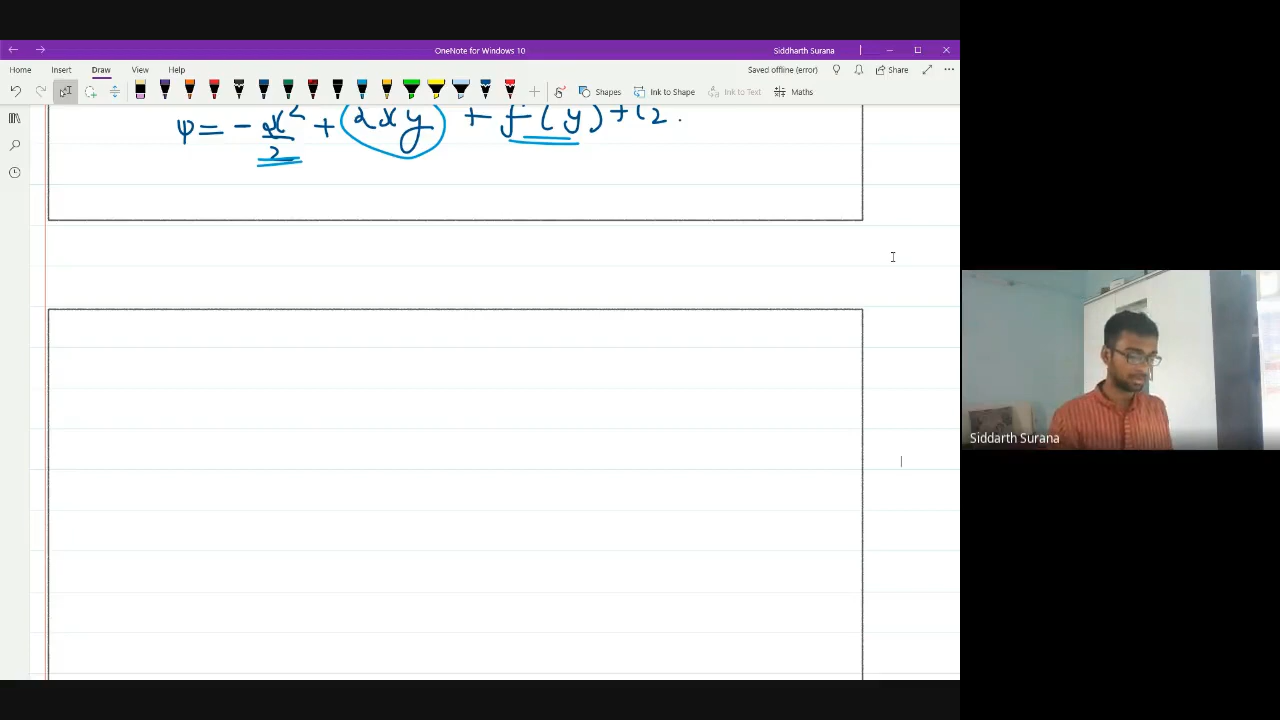 OneNote for Windows 10
Siddharth Surana
Home Insert Draw View Help
Saved offline (error)
Share
Shapes
Ink to Shape
Ink to Text
Maths
ψ = - x²/2 + 2xy + f(y) + C2.
Siddarth Surana